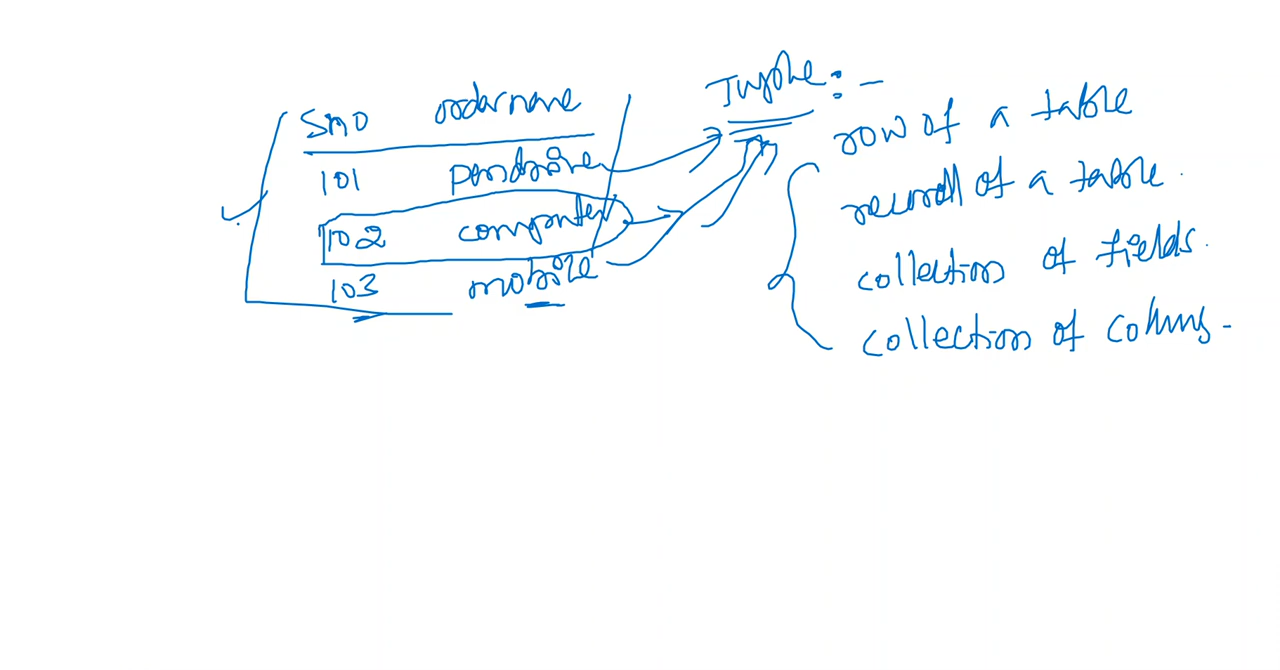 SNO ordername
101 pendrive
102 computer
103 mobile
Tuple : -
row of a table
record of a table.
collection of fields.
collection of colums -